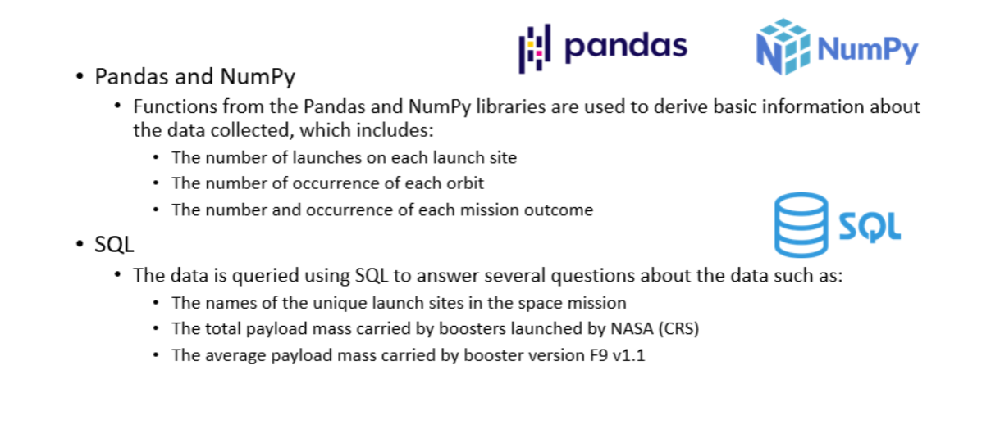 pandas NumPy
• Pandas and NumPy
• Functions from the Pandas and NumPy libraries are used to derive basic information about
the data collected, which includes:
• The number of launches on each launch site
• The number of occurrence of each orbit
• The number and occurrence of each mission outcome
SQL
• SQL
• The data is queried using SQL to answer several questions about the data such as:
• The names of the unique launch sites in the space mission
• The total payload mass carried by boosters launched by NASA (CRS)
• The average payload mass carried by booster version F9 v1.1